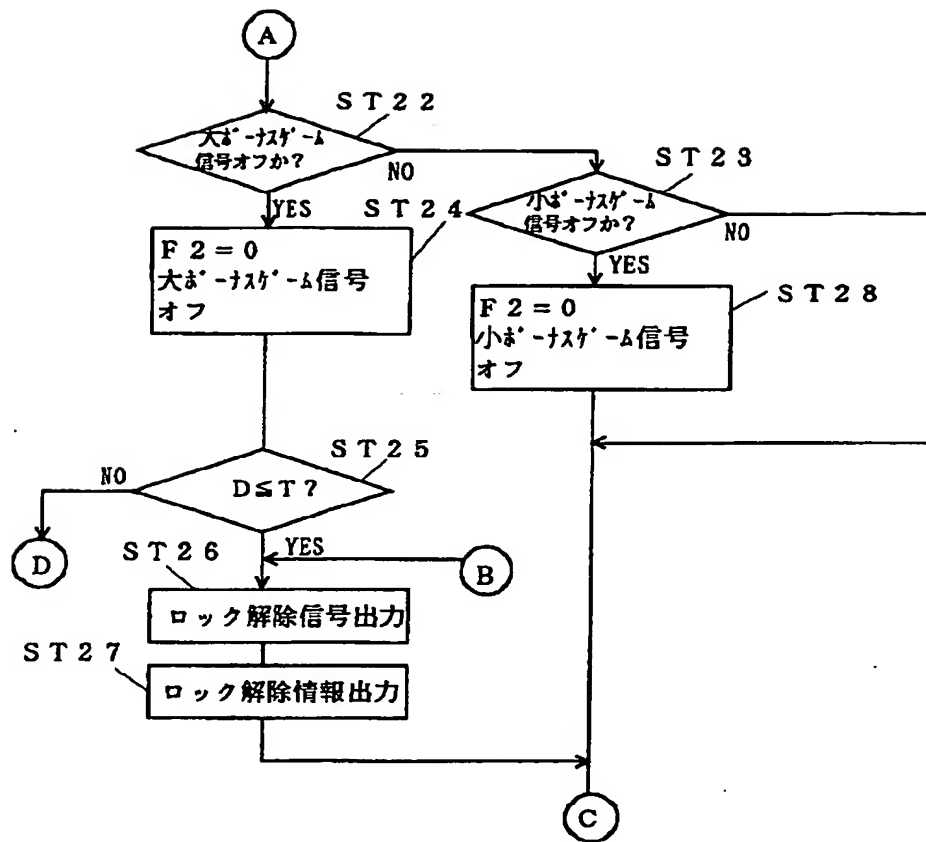 A
ST22
大ボーナスゲーム
信号オフか？
NO
YES
ST23
小ボーナスゲーム
信号オフか？
NO
YES
ST24
F2=0
大ボーナスゲーム信号
オフ
ST28
F2=0
小ボーナスゲーム信号
オフ
ST25
D≦T？
NO
YES
D
B
ST26
ロック解除信号出力
ST27
ロック解除情報出力
C